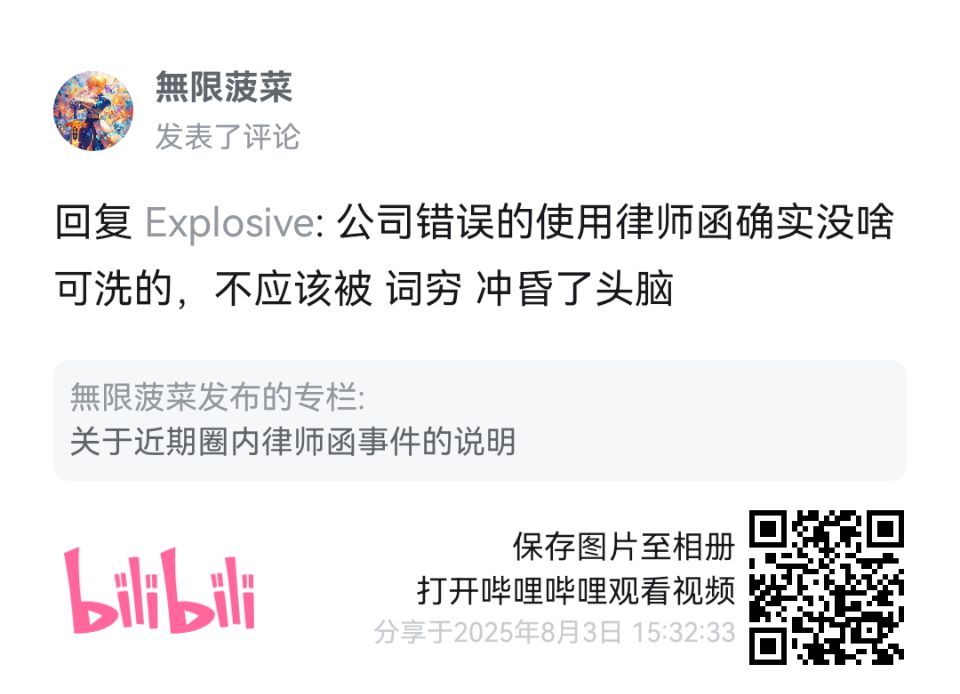 無限菠菜
发表了评论
回复 Explosive: 公司错误的使用律师函确实没啥
可洗的，不应该被 词穷 冲昏了头脑
無限菠菜发布的专栏:
关于近期圈内律师函事件的说明
bilibili
保存图片至相册
打开哔哩哔哩观看视频
分享于2025年8月3日 15:32:33